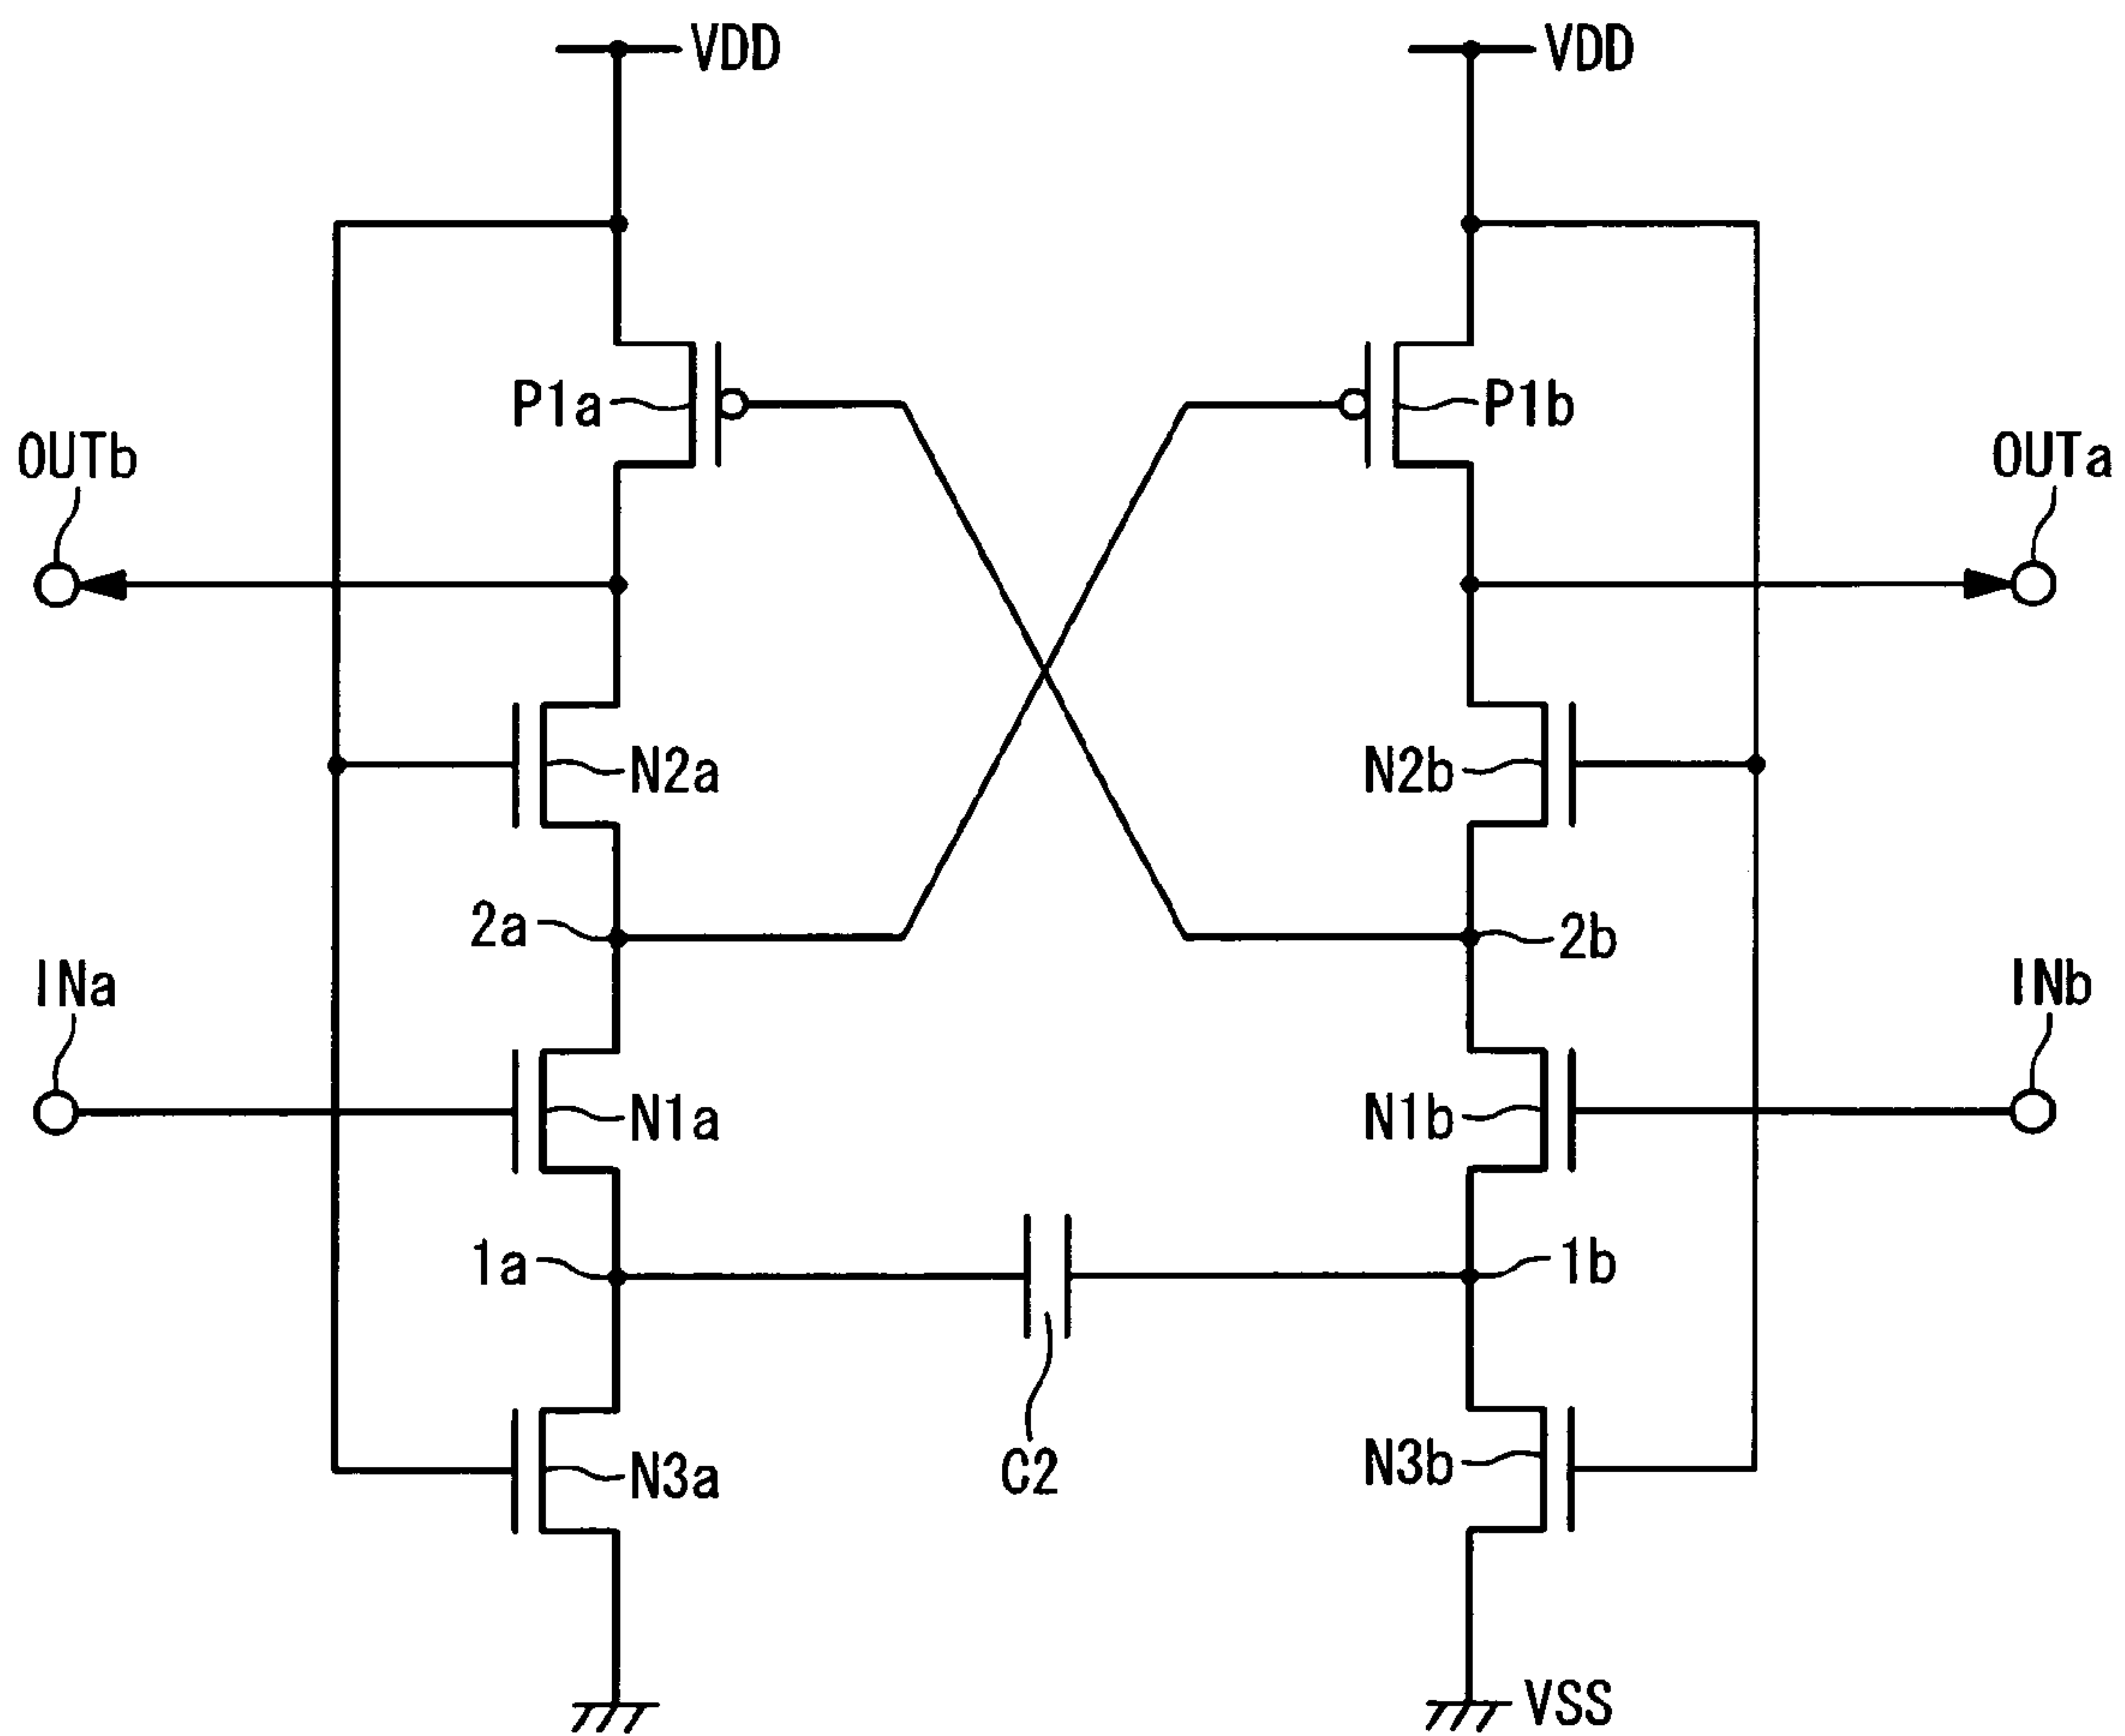 VDD
VDD
P1a
P1b
OUTb
OUTa
N2a
N2b
2a
2b
INa
INb
N1a
N1b
1a
1b
C2
N3a
N3b
VSS